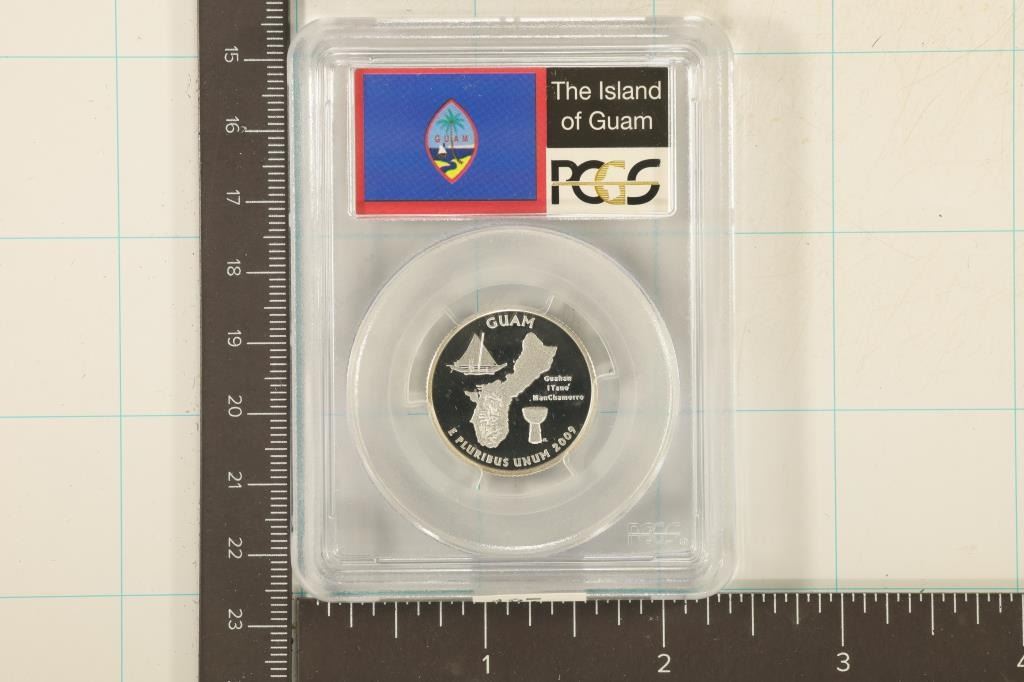 The Island
of Guam
GUAM
PCGS
GUAM
Guahan
I Tano'
ManChamorro
E PLURIBUS UNUM 2009
PCGS
15
16
17
18
19
20
21
22
23
1 2 3 4